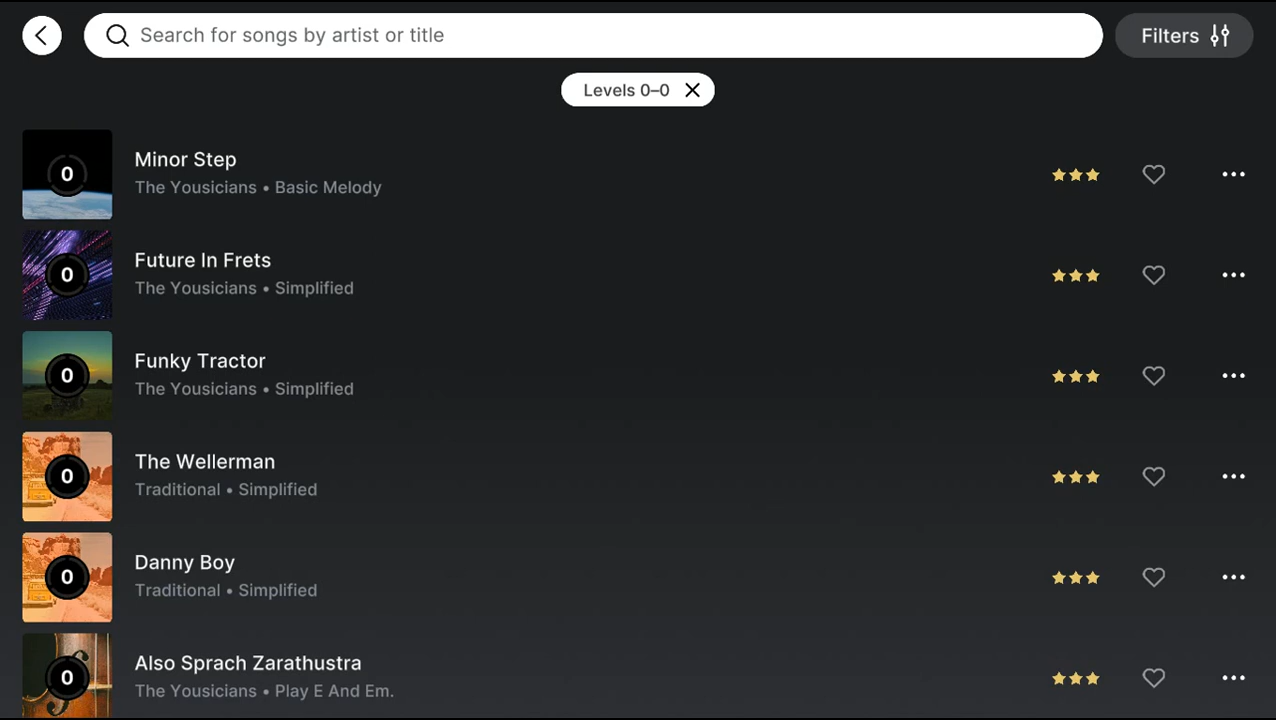 Search for songs by artist or title
Filters
Levels 0–0
0
Minor Step
The Yousicians • Basic Melody
0
Future In Frets
The Yousicians • Simplified
0
Funky Tractor
The Yousicians • Simplified
0
The Wellerman
Traditional • Simplified
0
Danny Boy
Traditional • Simplified
0
Also Sprach Zarathustra
The Yousicians • Play E And Em.